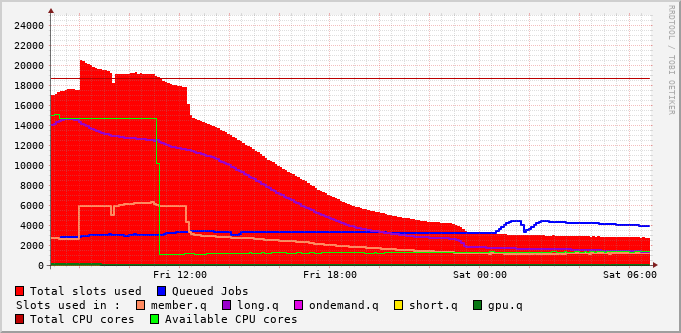 RRDTOOL / TOBI OETIKER
24000
22000
20000
18000
16000
14000
12000
10000
8000
6000
4000
2000
0
Fri 12:00 Fri 18:00 Sat 00:00 Sat 06:00
Total slots used Queued Jobs
Slots used in : member.q long.q ondemand.q short.q gpu.q
Total CPU cores Available CPU cores